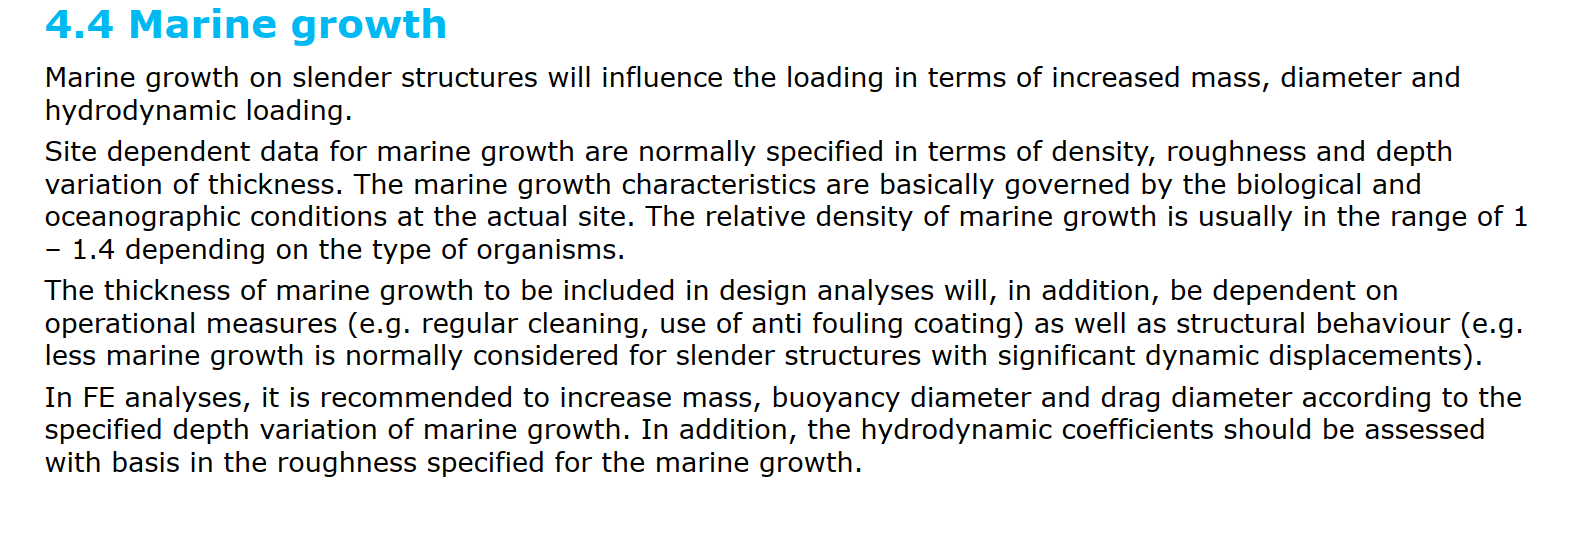 4.4 Marine growth
Marine growth on slender structures will influence the loading in terms of increased mass, diameter and
hydrodynamic loading.
Site dependent data for marine growth are normally specified in terms of density, roughness and depth
variation of thickness. The marine growth characteristics are basically governed by the biological and
oceanographic conditions at the actual site. The relative density of marine growth is usually in the range of 1
– 1.4 depending on the type of organisms.
The thickness of marine growth to be included in design analyses will, in addition, be dependent on
operational measures (e.g. regular cleaning, use of anti fouling coating) as well as structural behaviour (e.g.
less marine growth is normally considered for slender structures with significant dynamic displacements).
In FE analyses, it is recommended to increase mass, buoyancy diameter and drag diameter according to the
specified depth variation of marine growth. In addition, the hydrodynamic coefficients should be assessed
with basis in the roughness specified for the marine growth.